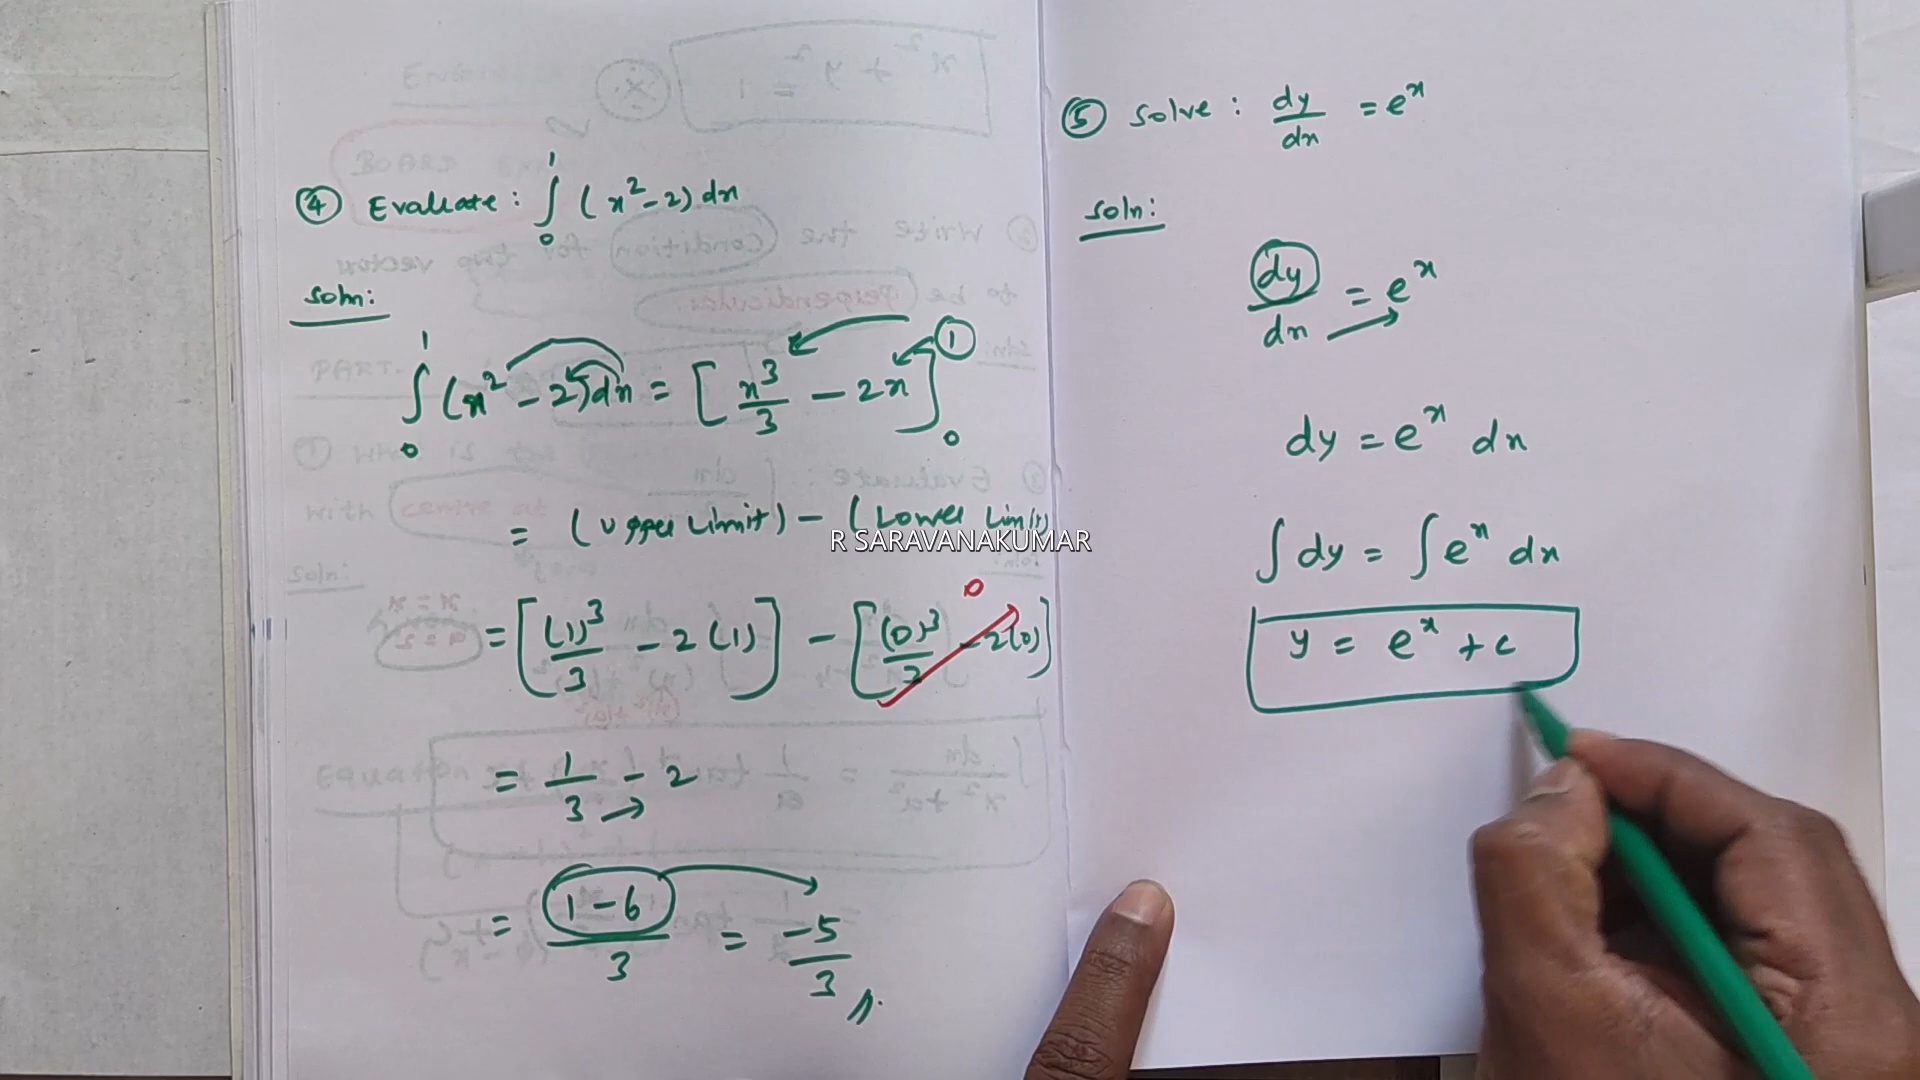 ④ Evaluate: ∫₀¹ (x² - 2) dx
Soln:
∫₀¹ (x² - 2) dx = [x³/3 - 2x]₀¹
= (Upper Limit) - (Lower Limit)
= [(1)³/3 - 2(1)] - [(0)³/3 - 2(0)] 0
= 1/3 - 2
= (1 - 6)/3 = -5/3 //.
⑤ Solve: dy/dx = eˣ
Soln:
dy/dx = eˣ
dy = eˣ dx
∫ dy = ∫ eˣ dx
y = eˣ + c
R SARAVANAKUMAR